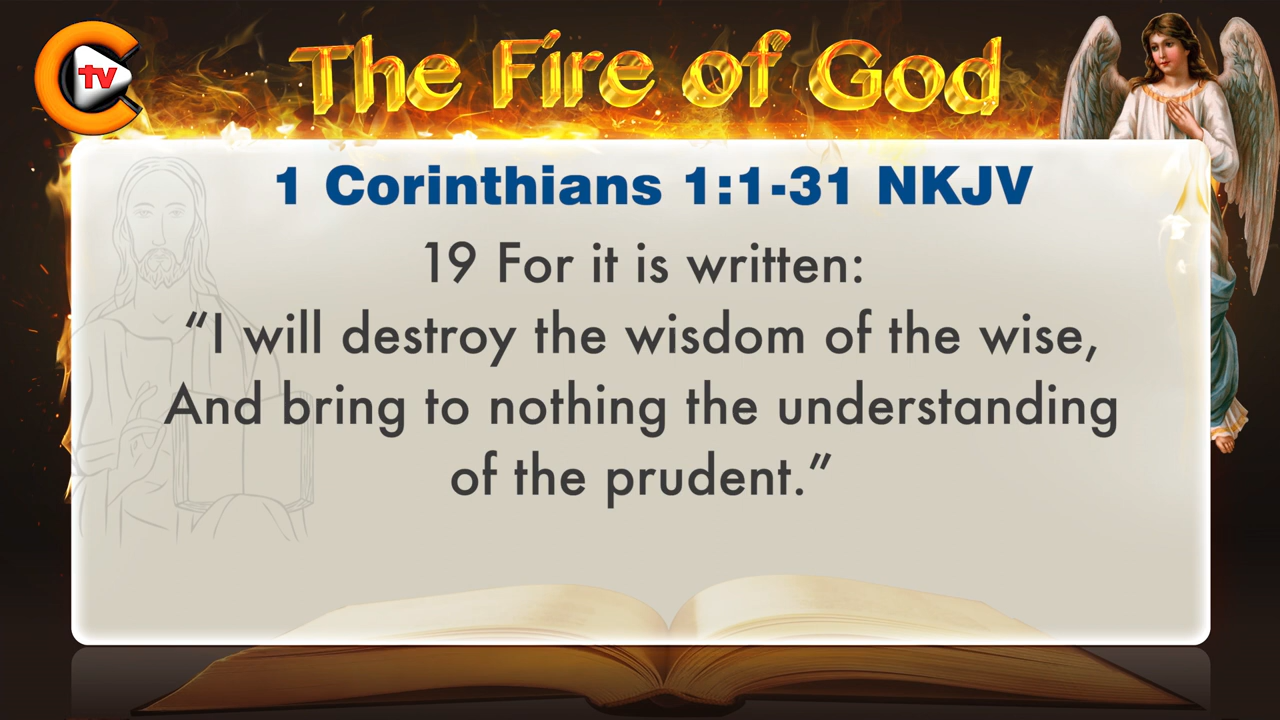 tv
The Fire of God
1 Corinthians 1:1-31 NKJV
19 For it is written:
“I will destroy the wisdom of the wise,
And bring to nothing the understanding
of the prudent.”